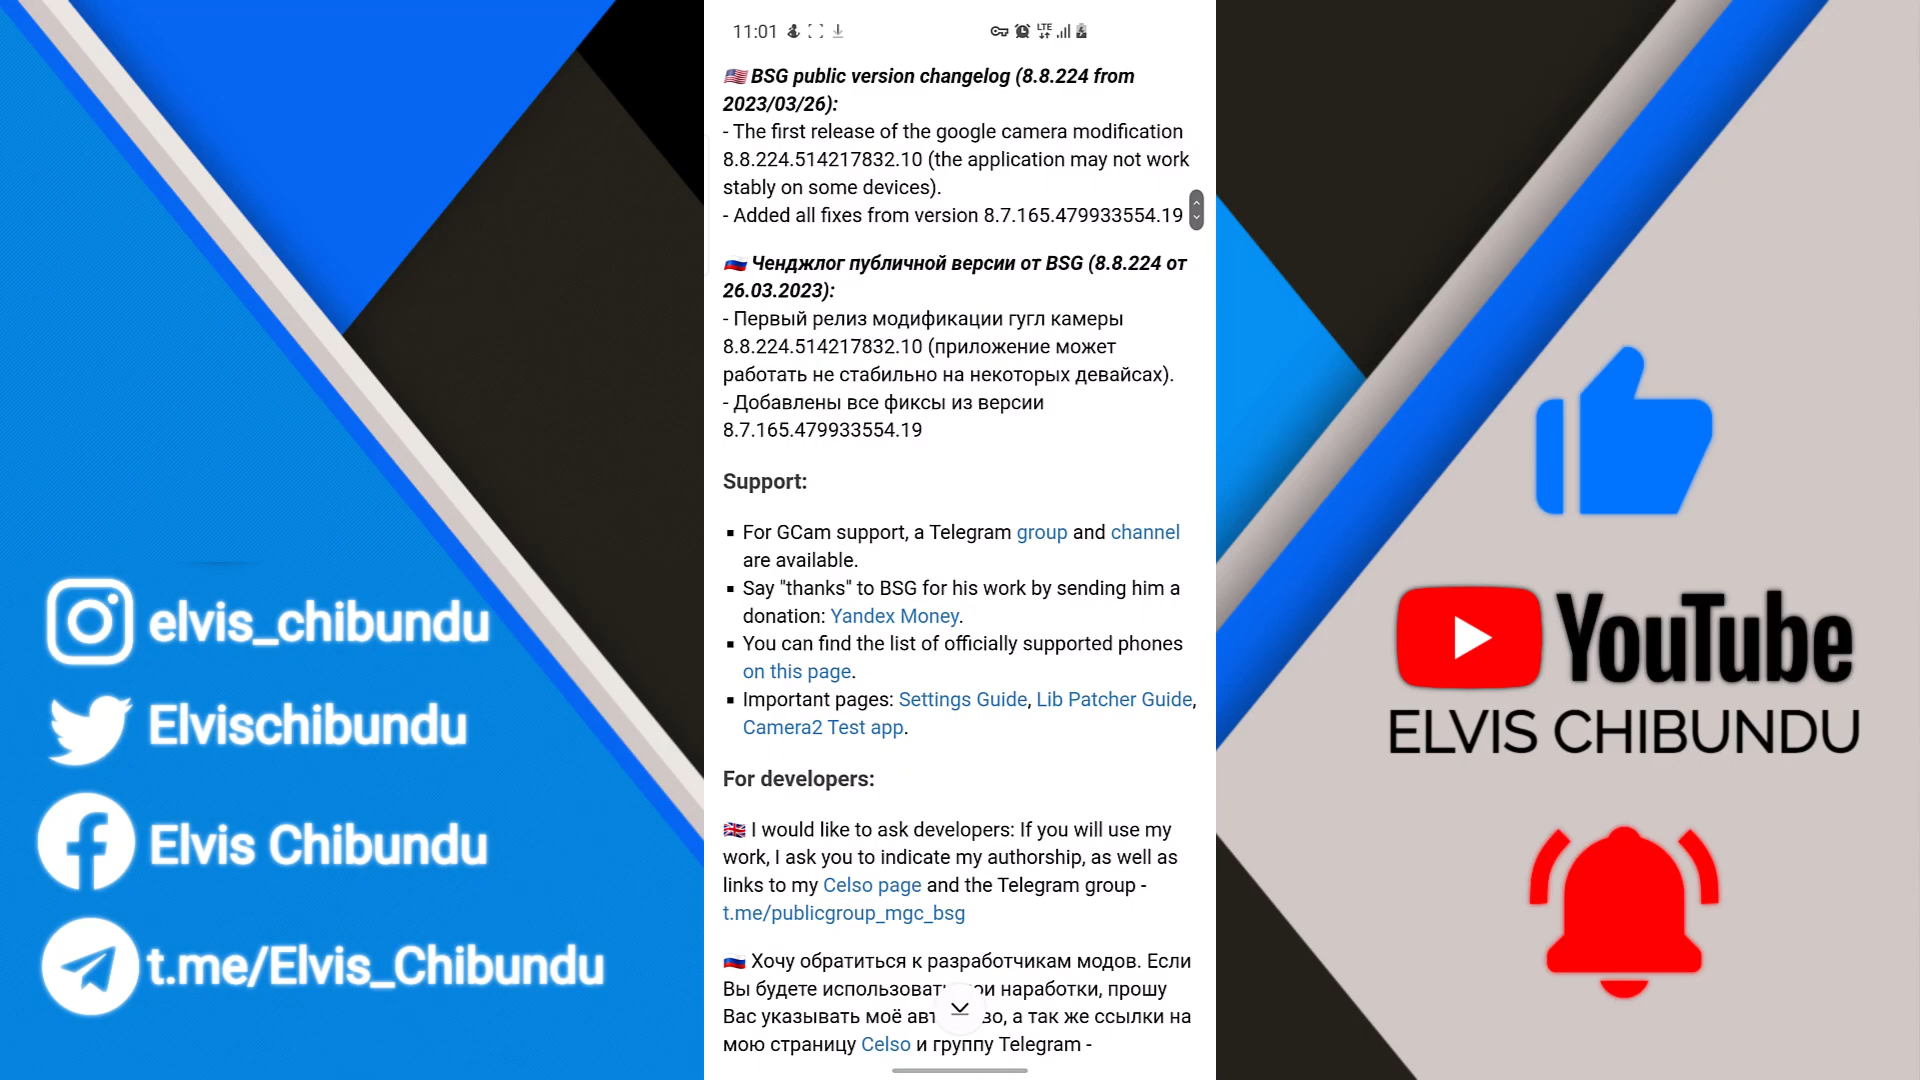 11:01
LTE
🇺🇸 BSG public version changelog (8.8.224 from
2023/03/26):
- The first release of the google camera modification
8.8.224.514217832.10 (the application may not work
stably on some devices).
- Added all fixes from version 8.7.165.479933554.19
🇷🇺 Ченджлог публичной версии от BSG (8.8.224 от
26.03.2023):
- Первый релиз модификации гугл камеры
8.8.224.514217832.10 (приложение может
работать не стабильно на некоторых девайсах).
- Добавлены все фиксы из версии
8.7.165.479933554.19
Support:
▪ For GCam support, a Telegram group and channel
are available.
▪ Say "thanks" to BSG for his work by sending him a
donation: Yandex Money.
▪ You can find the list of officially supported phones
on this page.
▪ Important pages: Settings Guide, Lib Patcher Guide,
Camera2 Test app.
For developers:
🇬🇧 I would like to ask developers: If you will use my
work, I ask you to indicate my authorship, as well as
links to my Celso page and the Telegram group -
t.me/publicgroup_mgc_bsg
🇷🇺 Хочу обратиться к разработчикам модов. Если
Вы будете наработки, прошу
Вас указывать моё а так же ссылки на
мою страницу Celso и группу Telegram -
elvis_chibundu
Elvischibundu
Elvis Chibundu
t.me/Elvis_Chibundu
YouTube
ELVIS CHIBUNDU